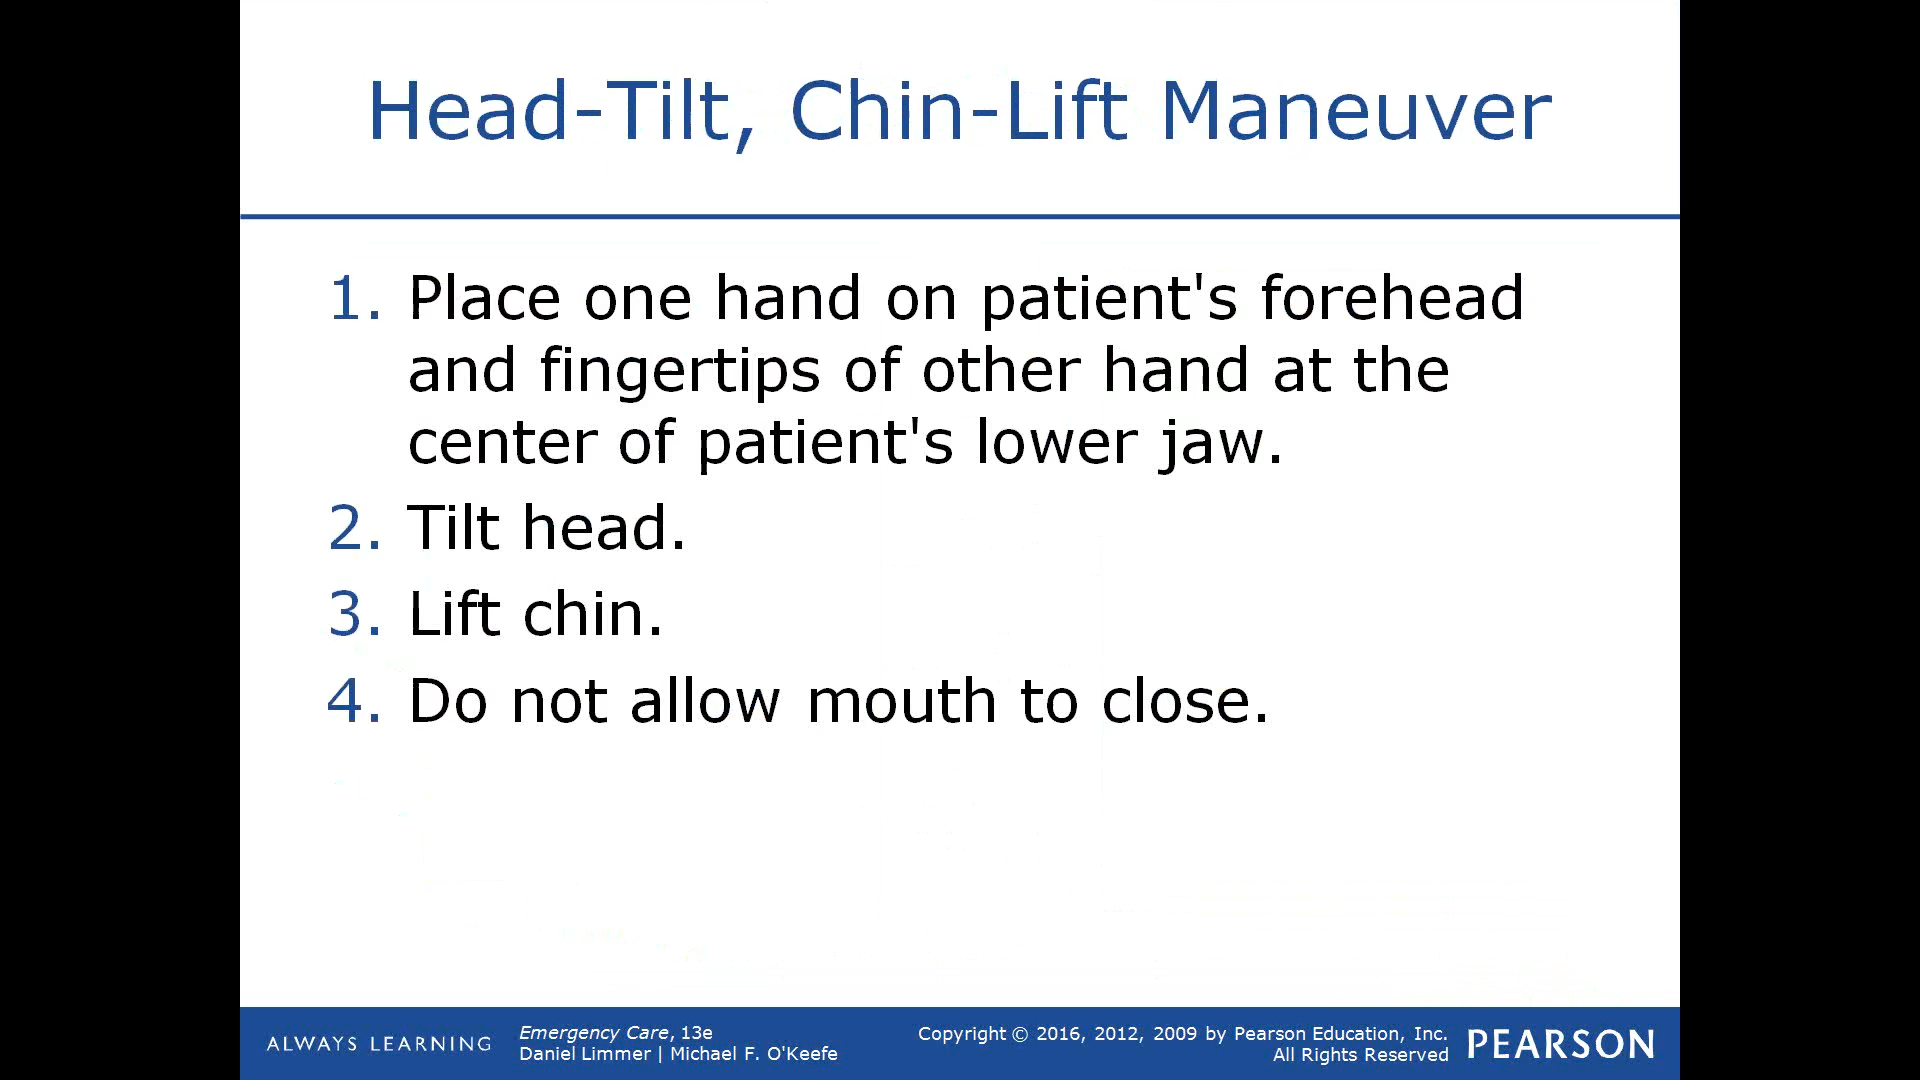 Head-Tilt, Chin-Lift Maneuver
1. Place one hand on patient's forehead
and fingertips of other hand at the
center of patient's lower jaw.
2. Tilt head.
3. Lift chin.
4. Do not allow mouth to close.
ALWAYS LEARNING
Emergency Care, 13e
Daniel Limmer | Michael F. O'Keefe
Copyright © 2016, 2012, 2009 by Pearson Education, Inc.
All Rights Reserved
PEARSON